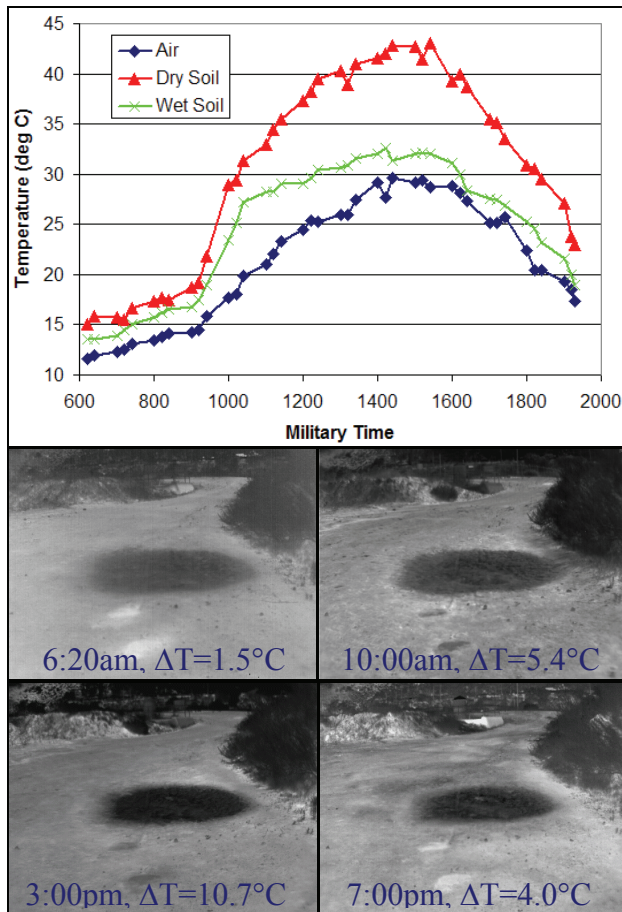 45
40
35
30
25
20
15
10
Temperature (deg C)
Air
Dry Soil
Wet Soil
600 800 1000 1200 1400 1600 1800 2000
Military Time
6:20am, ΔT=1.5°C
10:00am, ΔT=5.4°C
3:00pm, ΔT=10.7°C
7:00pm, ΔT=4.0°C